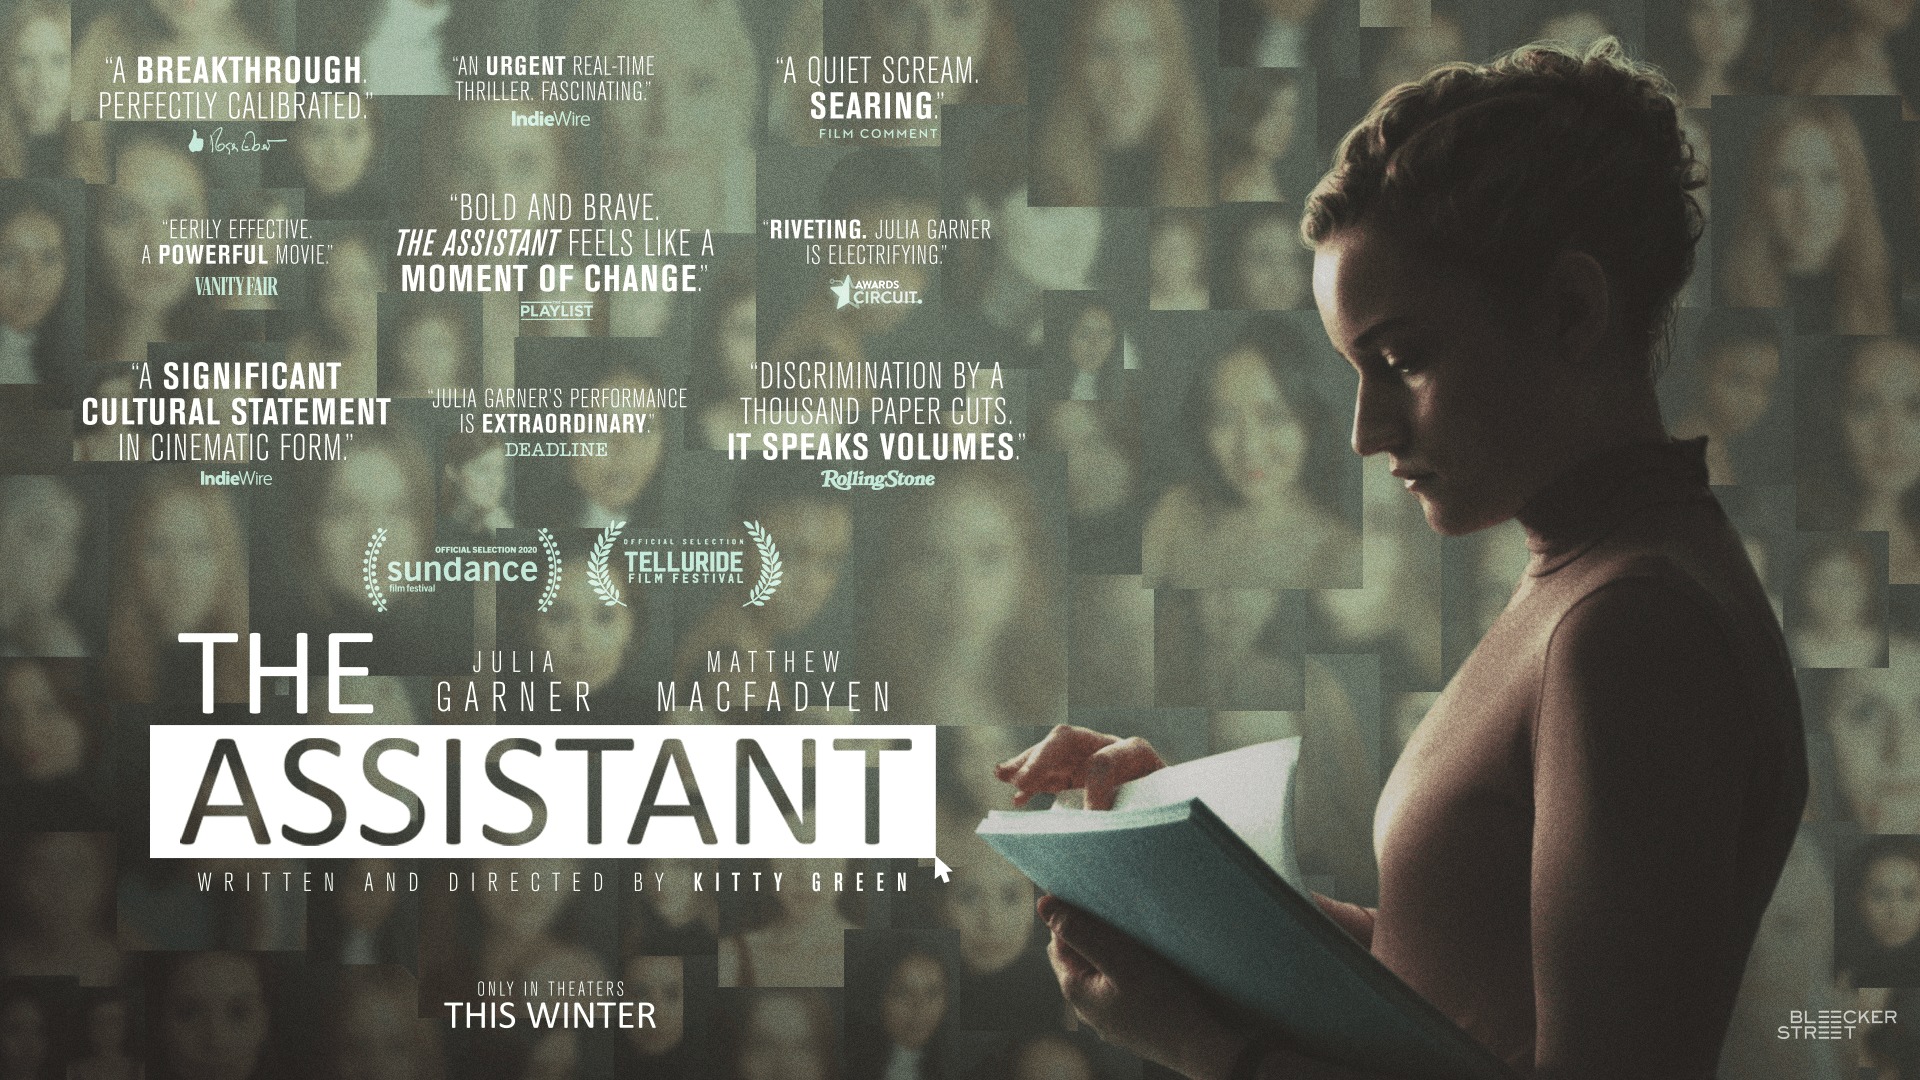 “A BREAKTHROUGH.
PERFECTLY CALIBRATED.”
Roger Ebert
“AN URGENT REAL-TIME
THRILLER. FASCINATING.”
IndieWire
“A QUIET SCREAM.
SEARING.”
FILM COMMENT
“EERILY EFFECTIVE.
A POWERFUL MOVIE.”
VANITY FAIR
“BOLD AND BRAVE.
THE ASSISTANT FEELS LIKE A
MOMENT OF CHANGE.”
THE PLAYLIST
“RIVETING. JULIA GARNER
IS ELECTRIFYING.”
AWARDS
CIRCUIT.
“A SIGNIFICANT
CULTURAL STATEMENT
IN CINEMATIC FORM.”
IndieWire
“JULIA GARNER’S PERFORMANCE
IS EXTRAORDINARY.”
DEADLINE
“DISCRIMINATION BY A
THOUSAND PAPER CUTS.
IT SPEAKS VOLUMES.”
RollingStone
OFFICIAL SELECTION 2020
sundance
film festival
OFFICIAL SELECTION
TELLURIDE
FILM FESTIVAL
JULIA
GARNER
MATTHEW
MACFADYEN
THE
ASSISTANT
WRITTEN AND DIRECTED BY KITTY GREEN
ONLY IN THEATERS
THIS WINTER
BLEECKER
STREET